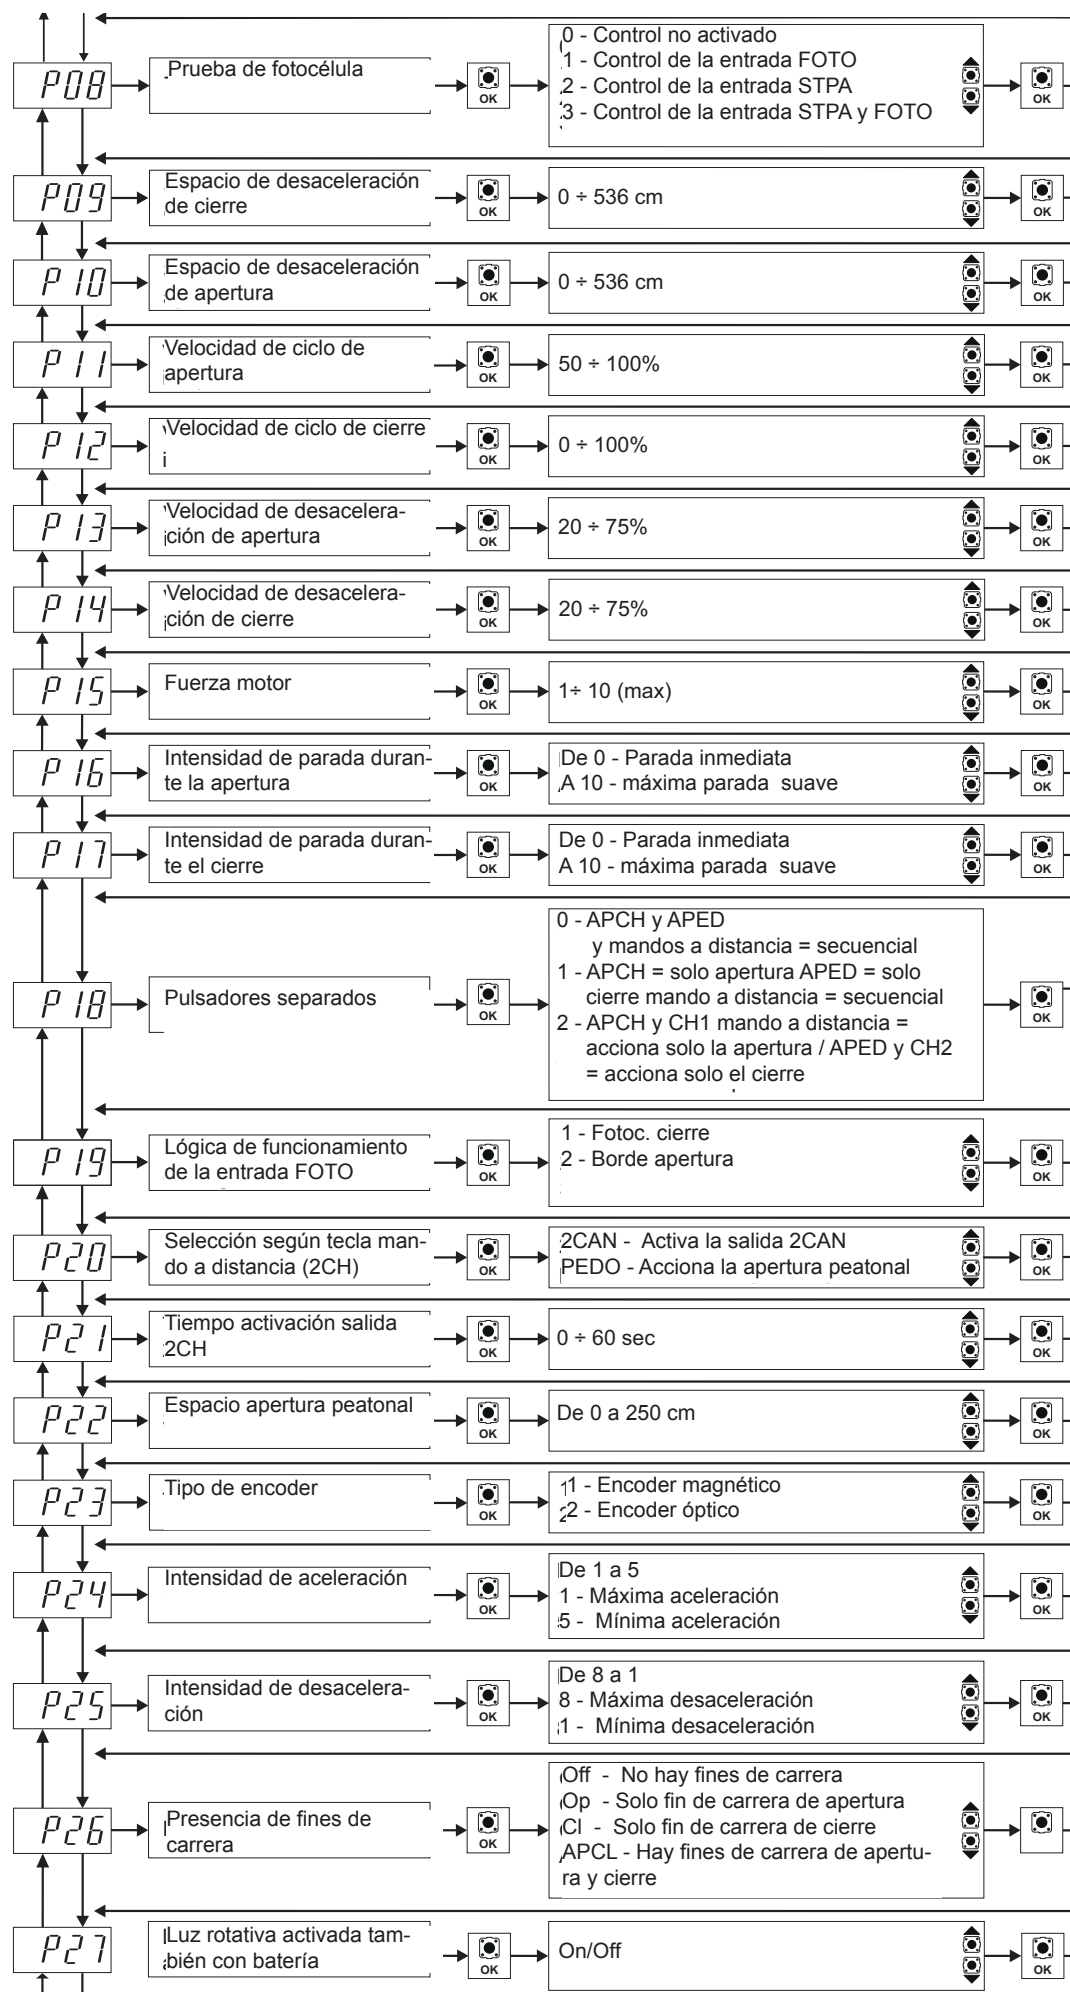 0 - Control no activado
P08
Prueba de fotocélula
OK
1 - Control de la entrada FOTO
2 - Control de la entrada STPA
3 - Control de la entrada STPA y FOTO
OK
P09
Espacio de desaceleración
de cierre
OK
0 ÷ 536 cm
OK
P10
Espacio de desaceleración
de apertura
OK
0 ÷ 536 cm
OK
P11
Velocidad de ciclo de
apertura
OK
50 ÷ 100%
OK
P12
Velocidad de ciclo de cierre
OK
0 ÷ 100%
OK
P13
Velocidad de desacelera-
ción de apertura
OK
20 ÷ 75%
OK
P14
Velocidad de desacelera-
ción de cierre
OK
20 ÷ 75%
OK
P15
Fuerza motor
OK
1÷ 10 (max)
OK
P16
Intensidad de parada duran-
te la apertura
OK
De 0 - Parada inmediata
A 10 - máxima parada suave
OK
P17
Intensidad de parada duran-
te el cierre
OK
De 0 - Parada inmediata
A 10 - máxima parada suave
OK
P18
Pulsadores separados
OK
0 - APCH y APED
y mandos a distancia = secuencial
1 - APCH = solo apertura APED = solo
cierre mando a distancia = secuencial
2 - APCH y CH1 mando a distancia =
acciona solo la apertura / APED y CH2
= acciona solo el cierre
OK
P19
Lógica de funcionamiento
de la entrada FOTO
OK
1 - Fotoc. cierre
2 - Borde apertura
OK
P20
Selección según tecla man-
do a distancia (2CH)
OK
2CAN - Activa la salida 2CAN
PEDO - Acciona la apertura peatonal
OK
P21
Tiempo activación salida
2CH
OK
0 ÷ 60 sec
OK
P22
Espacio apertura peatonal
OK
De 0 a 250 cm
OK
P23
Tipo de encoder
OK
1 - Encoder magnético
2 - Encoder óptico
OK
P24
Intensidad de aceleración
OK
De 1 a 5
1 - Máxima aceleración
5 - Mínima aceleración
OK
P25
Intensidad de desacelera-
ción
OK
De 8 a 1
8 - Máxima desaceleración
1 - Mínima desaceleración
OK
P26
Presencia de fines de
carrera
OK
Off - No hay fines de carrera
Op - Solo fin de carrera de apertura
Cl - Solo fin de carrera de cierre
APCL - Hay fines de carrera de apertu-
ra y cierre
OK
P27
Luz rotativa activada tam-
bién con batería
OK
On/Off
OK